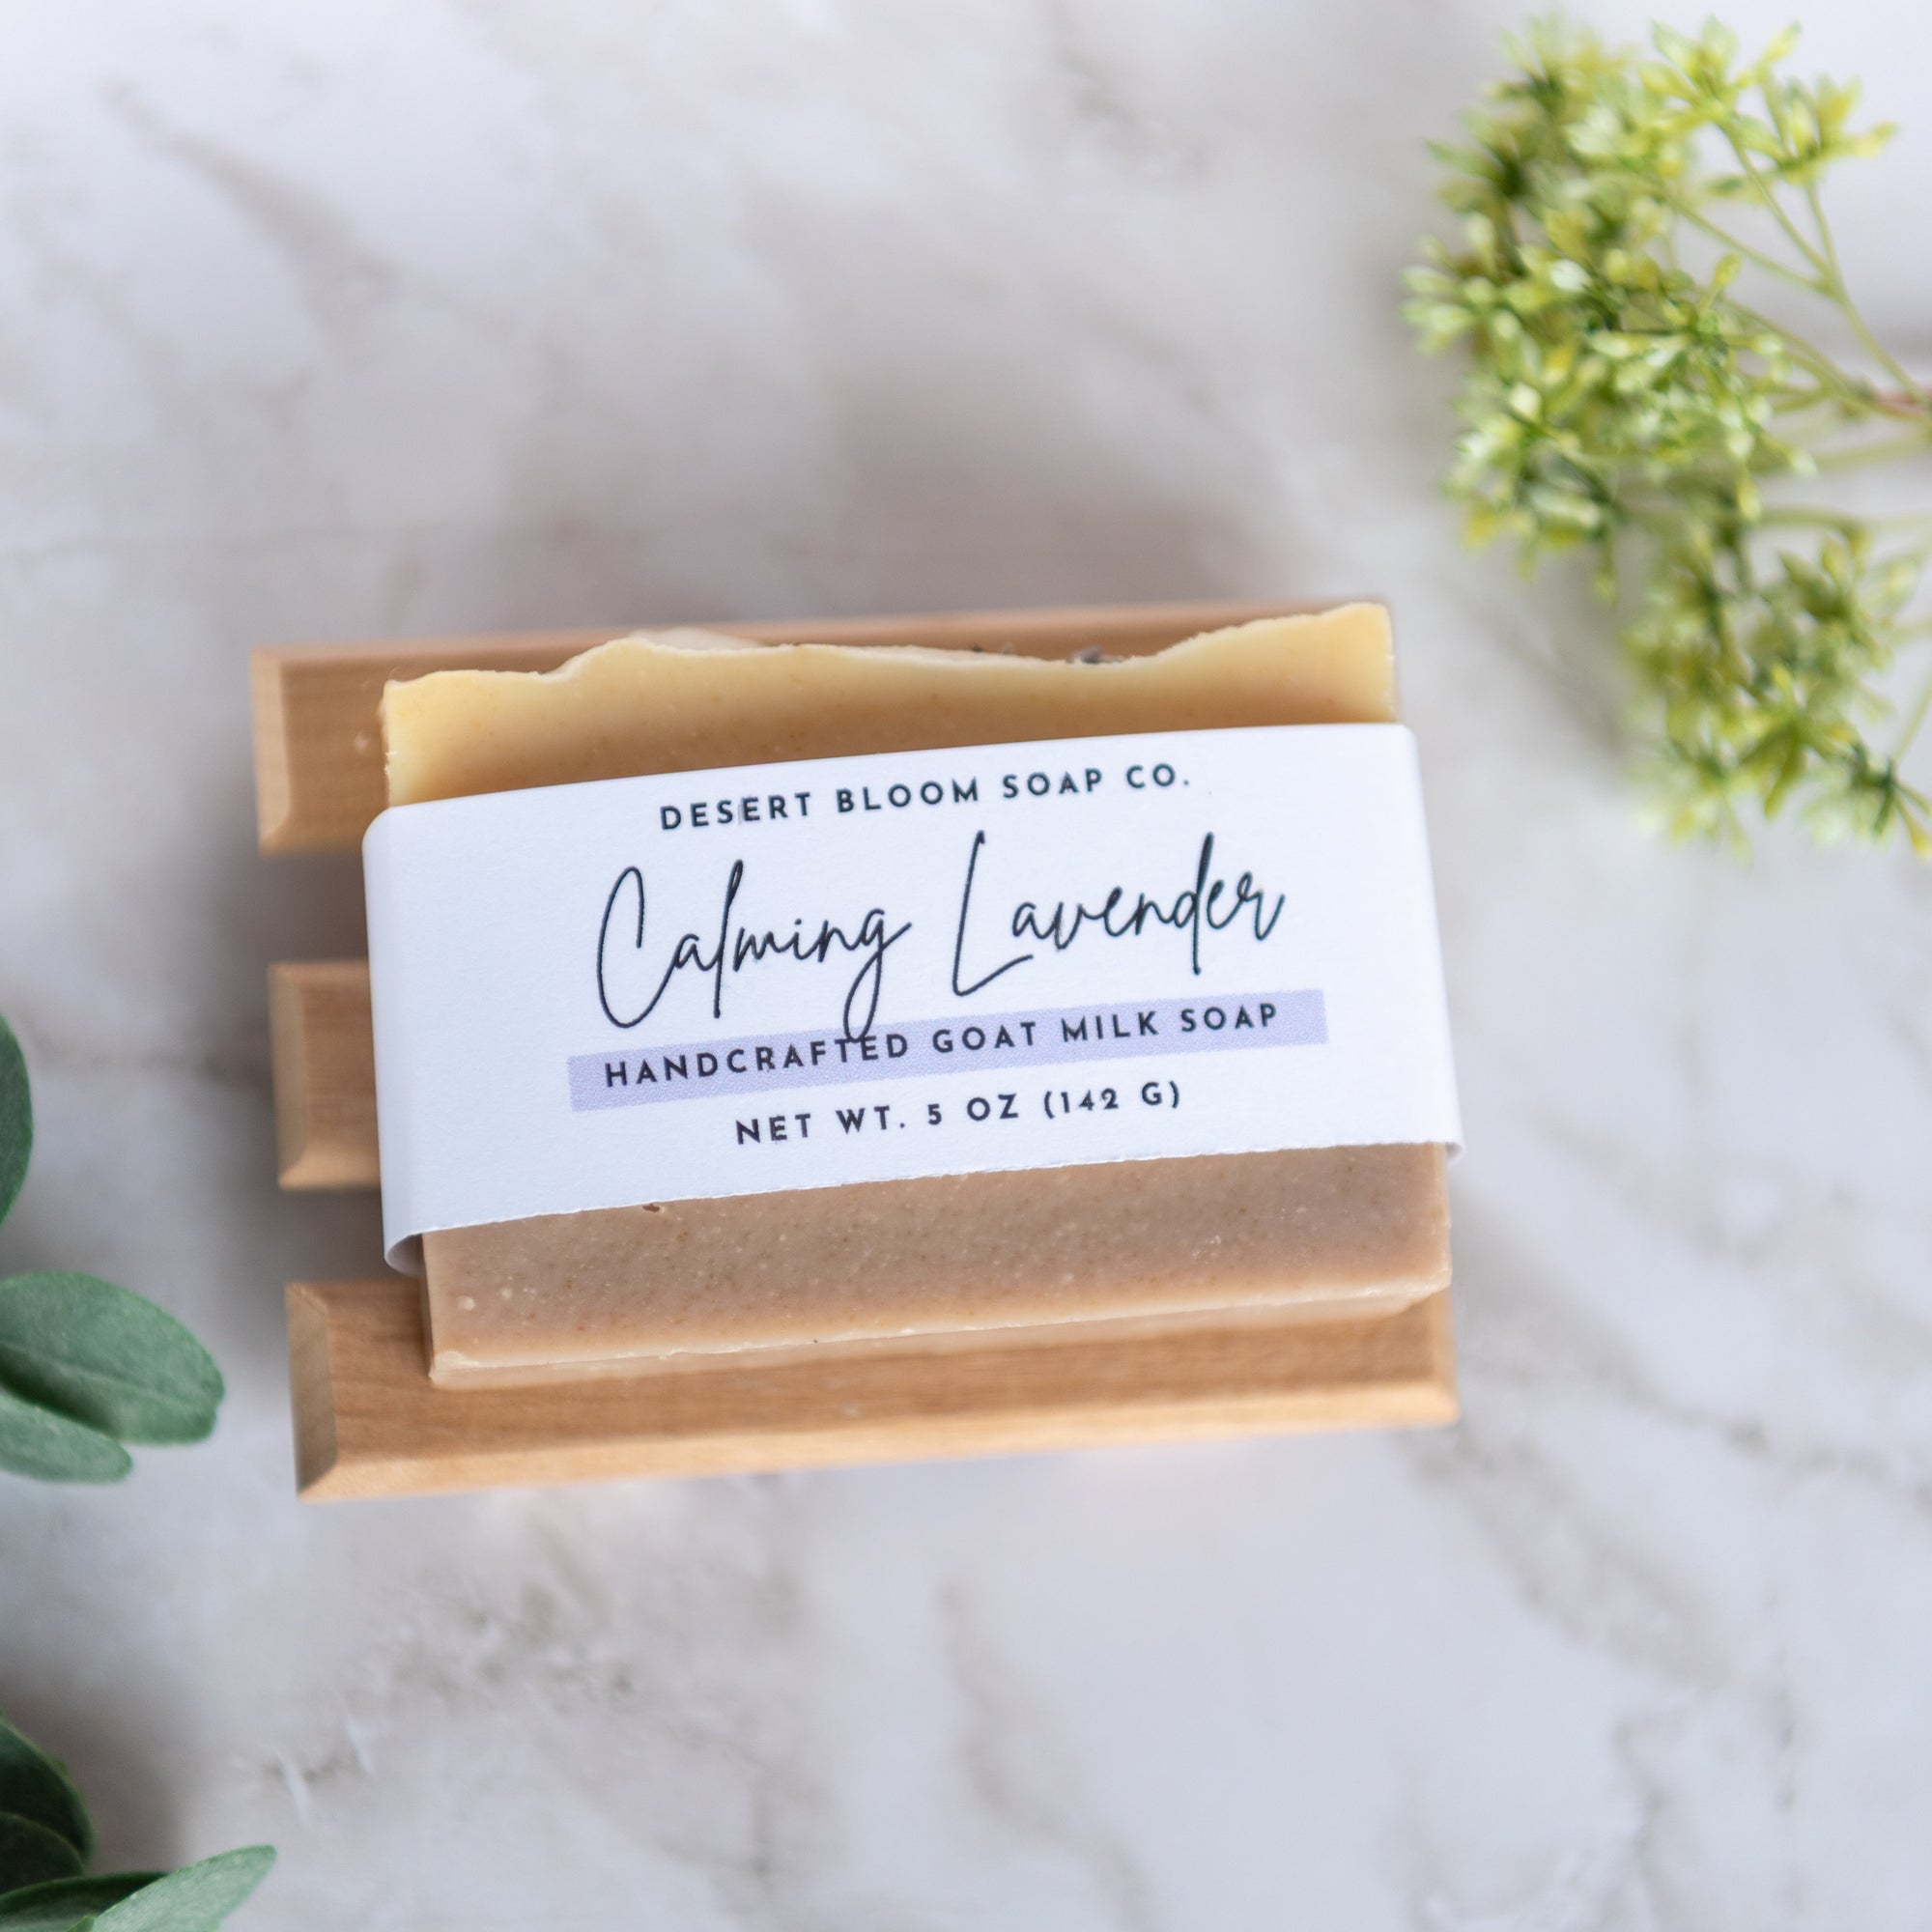 DESERT BLOOM SOAP CO.
Calming Lavender
HANDCRAFTED GOAT MILK SOAP
NET WT. 5 OZ (142 G)